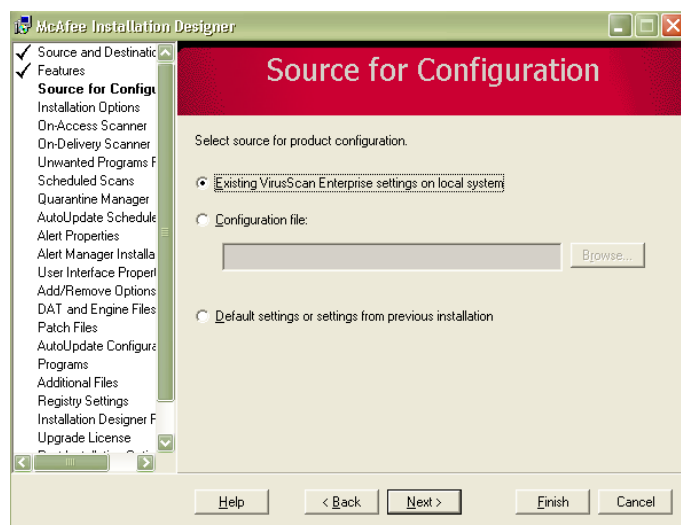 McAfee Installation Designer
Source and Destinatic
Features
Source for Configu
Installation Options
On-Access Scanner
On-Delivery Scanner
Unwanted Programs F
Scheduled Scans
Quarantine Manager
AutoUpdate Schedule
Alert Properties
Alert Manager Installa
User Interface Propert
Add/Remove Options
DAT and Engine Files
Patch Files
AutoUpdate Configura
Programs
Additional Files
Registry Settings
Installation Designer F
Upgrade License
Source for Configuration
Select source for product configuration.
Existing VirusScan Enterprise settings on local system
Configuration file:
Browse...
Default settings or settings from previous installation
Help
< Back
Next >
Finish
Cancel